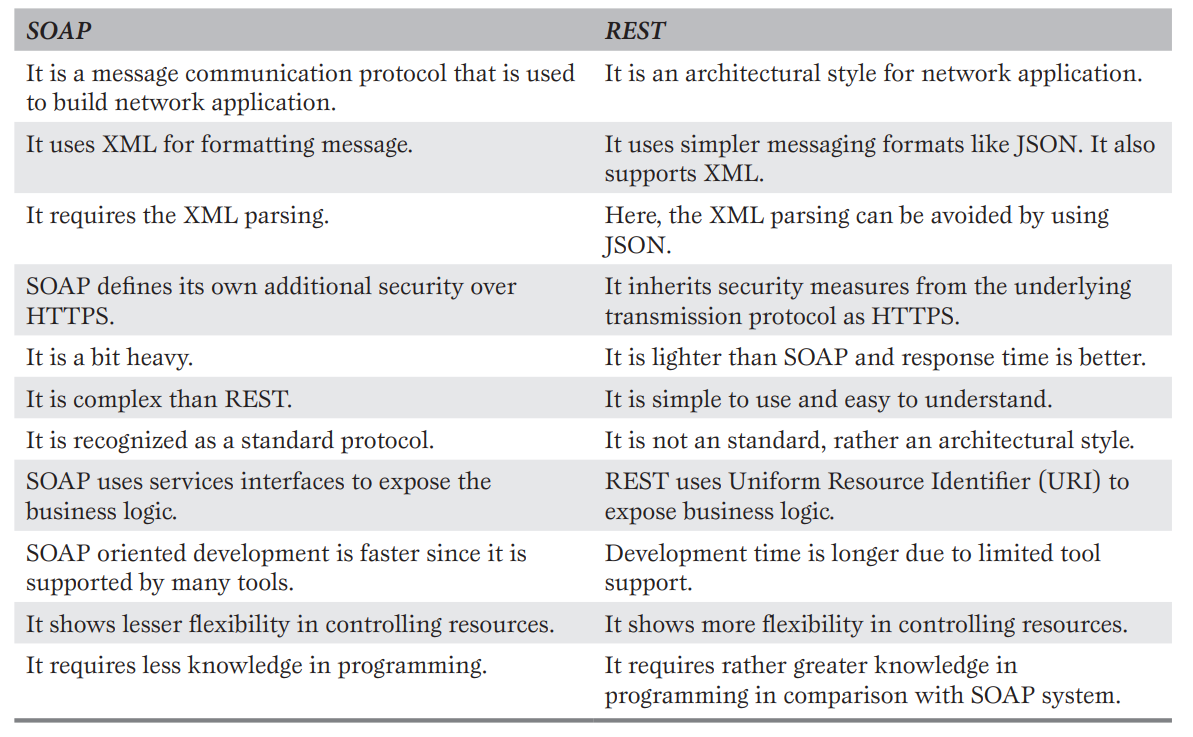 SOAP REST
It is a message communication protocol that is used It is an architectural style for network application.
to build network application.
It uses XML for formatting message. It uses simpler messaging formats like JSON. It also
supports XML.
It requires the XML parsing. Here, the XML parsing can be avoided by using
JSON.
SOAP defines its own additional security over It inherits security measures from the underlying
HTTPS. transmission protocol as HTTPS.
It is a bit heavy. It is lighter than SOAP and response time is better.
It is complex than REST. It is simple to use and easy to understand.
It is recognized as a standard protocol. It is not an standard, rather an architectural style.
SOAP uses services interfaces to expose the REST uses Uniform Resource Identifier (URI) to
business logic. expose business logic.
SOAP oriented development is faster since it is Development time is longer due to limited tool
supported by many tools. support.
It shows lesser flexibility in controlling resources. It shows more flexibility in controlling resources.
It requires less knowledge in programming. It requires rather greater knowledge in
programming in comparison with SOAP system.